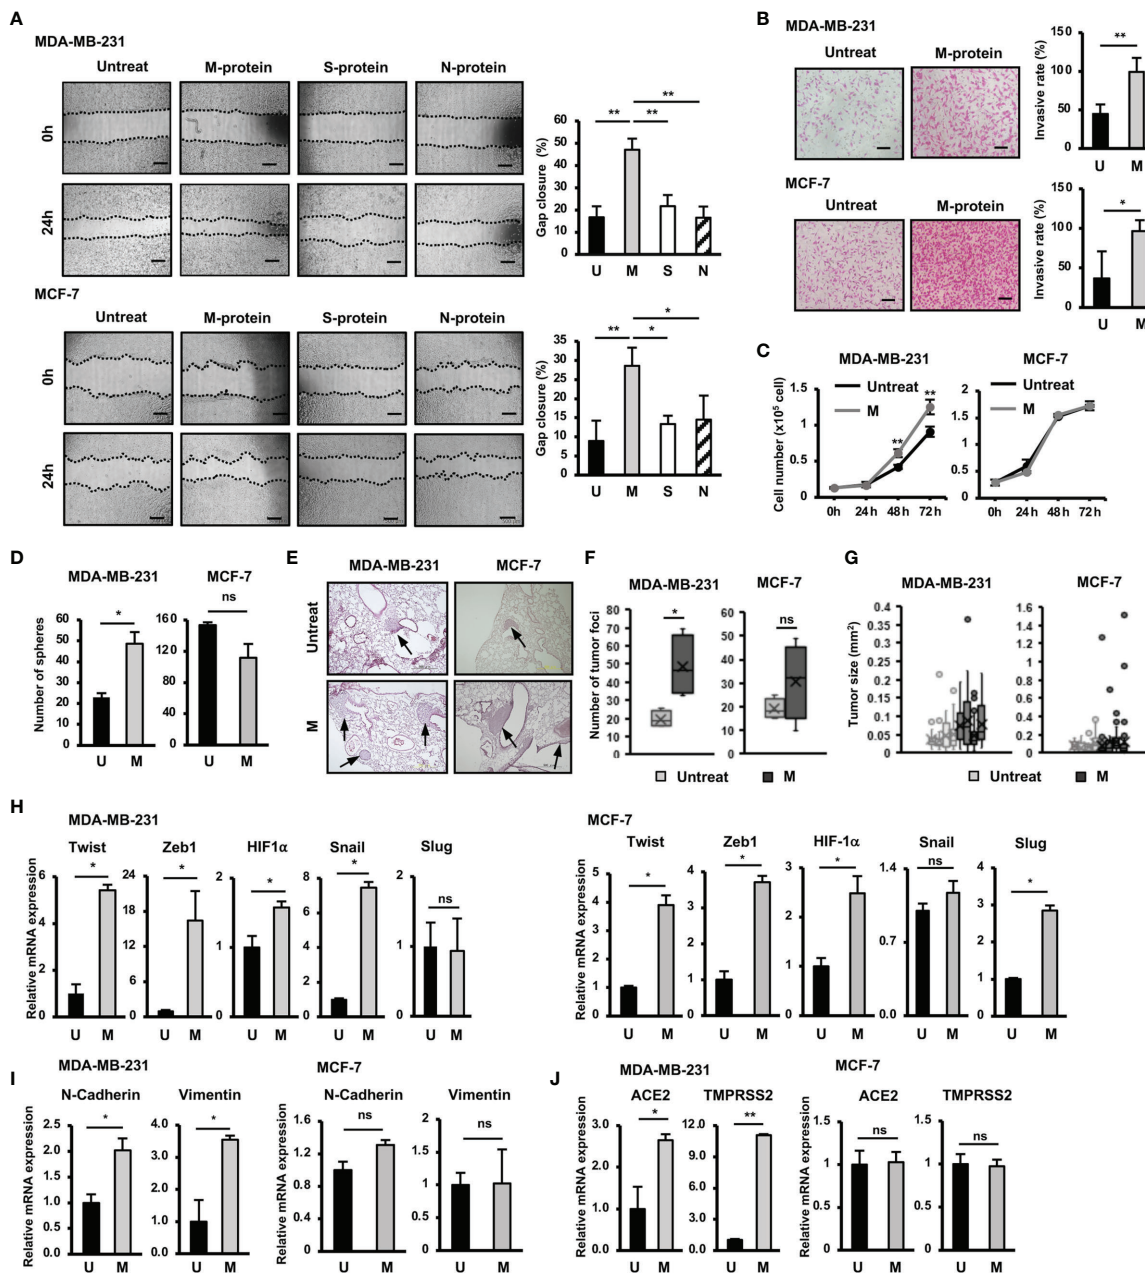 A
MDA-MB-231
Untreat M-protein S-protein N-protein
0h
24h
Gap closure (%)
60
50
40
30
20
10
0
** ** **
U M S N
MCF-7
Untreat M-protein S-protein N-protein
0h
24h
Gap closure (%)
35
30
25
20
15
10
5
0
** * *
U M S N
B
MDA-MB-231
Untreat M-protein
Invasive rate (%)
150
100
50
0
**
U M
MCF-7
Untreat M-protein
Invasive rate (%)
150
100
50
0
*
U M
C
MDA-MB-231 MCF-7
Untreat
M
Cell number (x10⁵ cell)
1.5
1
0.5
0
** **
0h 24h 48h 72h
2
1.5
1
0.5
0
0h 24h 48h 72h
D
MDA-MB-231 MCF-7
Number of spheres
60
50
40
30
20
10
0
*
U M
160
120
80
40
0
ns
U M
E
MDA-MB-231 MCF-7
Untreat
M
F
MDA-MB-231 MCF-7
Number of tumor foci
80
70
60
50
40
30
20
10
0
*
60
50
40
30
20
10
0
ns
Untreat M
G
MDA-MB-231 MCF-7
Tumor size (mm²)
0.4
0.35
0.3
0.25
0.2
0.15
0.1
0.05
0
1.6
1.4
1.2
1
0.8
0.6
0.4
0.2
0
Untreat M
H
MDA-MB-231
Twist Zeb1 HIF1α Snail Slug
Relative mRNA expression
6
4
2
0
*
U M
24
18
12
6
0
*
U M
2
1
0
*
U M
8
6
4
2
0
*
U M
2
1
0
ns
U M
MCF-7
Twist Zeb1 HIF-1α Snail Slug
Relative mRNA expression
5
4
3
2
1
0
*
U M
4
3
2
1
0
*
U M
3
2
1
0
*
U M
1.4
0.7
0.0
ns
U M
4
3
2
1
0
*
U M
I
MDA-MB-231 MCF-7
N-Cadherin Vimentin N-Cadherin Vimentin
Relative mRNA expression
2.5
2.0
1.5
1.0
0.5
0.0
*
U M
4.0
3.0
2.0
1.0
0.0
*
U M
Relative mRNA expression
1.6
1.2
0.8
0.4
0
ns
U M
2
1.5
1
0.5
0
ns
U M
J
MDA-MB-231 MCF-7
ACE2 TMPRSS2 ACE2 TMPRSS2
Relative mRNA expression
3.0
2.0
1.0
0.0
*
U M
12.0
9.0
6.0
3.0
0.0
**
U M
Relative mRNA expression
1.5
1
0.5
0
ns
U M
1.5
1
0.5
0
ns
U M